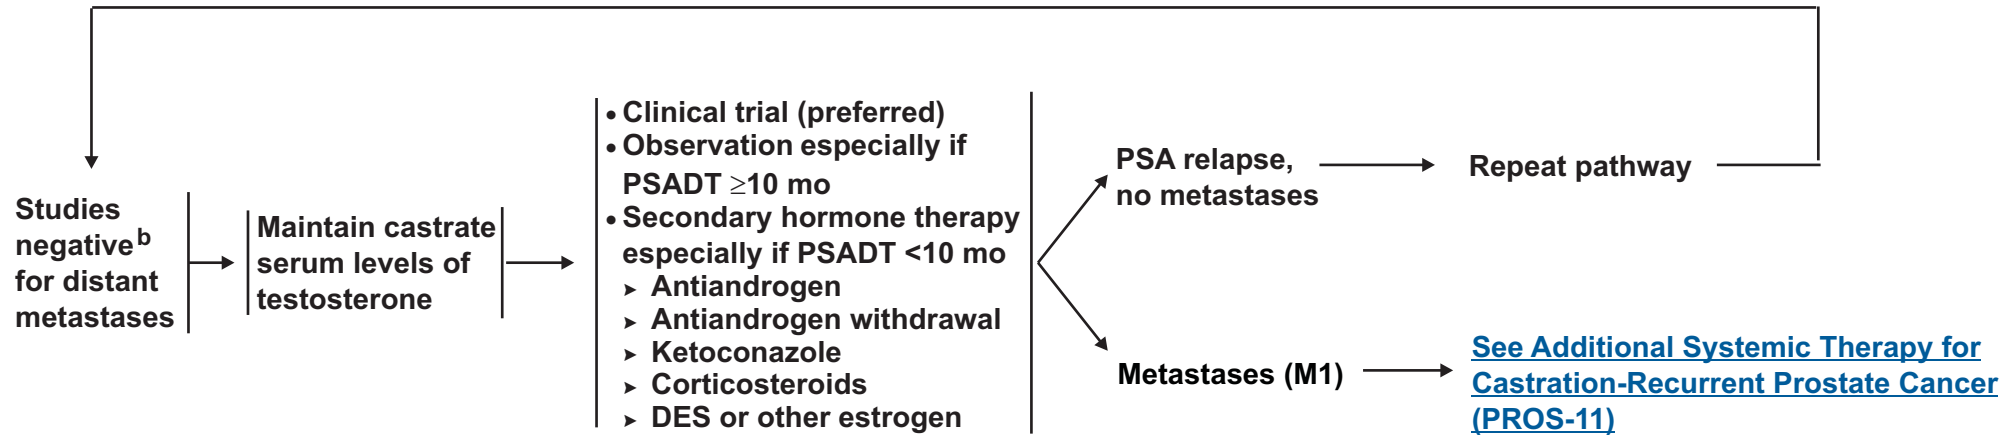 Studies
negative b
for distant
metastases
Maintain castrate
serum levels of
testosterone
• Clinical trial (preferred)
• Observation especially if
PSADT ≥10 mo
• Secondary hormone therapy
especially if PSADT <10 mo
➤ Antiandrogen
➤ Antiandrogen withdrawal
➤ Ketoconazole
➤ Corticosteroids
➤ DES or other estrogen
PSA relapse,
no metastases
Repeat pathway
Metastases (M1)
See Additional Systemic Therapy for
Castration-Recurrent Prostate Cancer
(PROS-11)